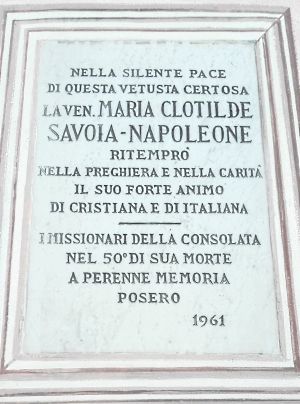 NELLA SILENTE PACE
DI QUESTA VETUSTA CERTOSA
LA VEN. MARIA CLOTILDE
SAVOIA-NAPOLEONE
RITEMPRÒ
NELLA PREGHIERA E NELLA CARITÀ
IL SUO FORTE ANIMO
DI CRISTIANA E DI ITALIANA
I MISSIONARI DELLA CONSOLATA
NEL 50° DI SUA MORTE
A PERENNE MEMORIA
POSERO
1961